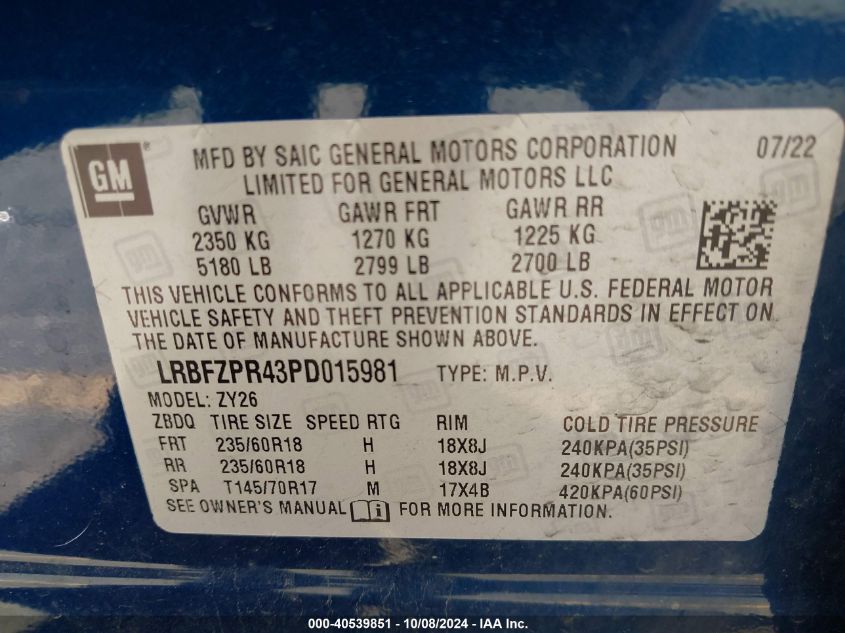 GM ®
MFD BY SAIC GENERAL MOTORS CORPORATION 07/22
LIMITED FOR GENERAL MOTORS LLC
GVWR GAWR FRT GAWR RR
2350 KG 1270 KG 1225 KG
5180 LB 2799 LB 2700 LB
THIS VEHICLE CONFORMS TO ALL APPLICABLE U.S. FEDERAL MOTOR
VEHICLE SAFETY AND THEFT PREVENTION STANDARDS IN EFFECT ON
THE DATE OF MANUFACTURE SHOWN ABOVE.
LRBFZPR43PD015981 TYPE: M.P.V.
MODEL: ZY26
ZBDQ TIRE SIZE SPEED RTG RIM COLD TIRE PRESSURE
FRT 235/60R18 H 18X8J 240KPA(35PSI)
RR 235/60R18 H 18X8J 240KPA(35PSI)
SPA T145/70R17 M 17X4B 420KPA(60PSI)
SEE OWNER'S MANUAL i FOR MORE INFORMATION.
000-40539851 - 10/08/2024 - IAA Inc.